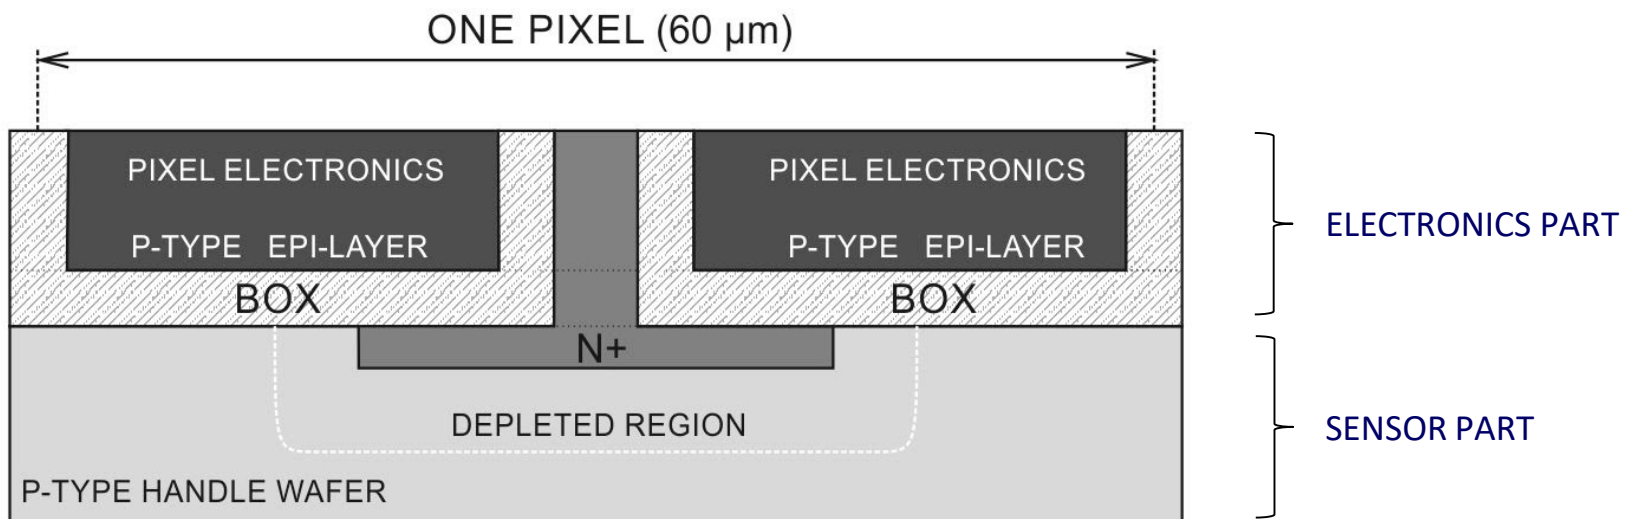 ONE PIXEL (60 μm)
PIXEL ELECTRONICS
PIXEL ELECTRONICS
P-TYPE EPI-LAYER
P-TYPE EPI-LAYER
ELECTRONICS PART
BOX
BOX
N+
DEPLETED REGION
SENSOR PART
P-TYPE HANDLE WAFER